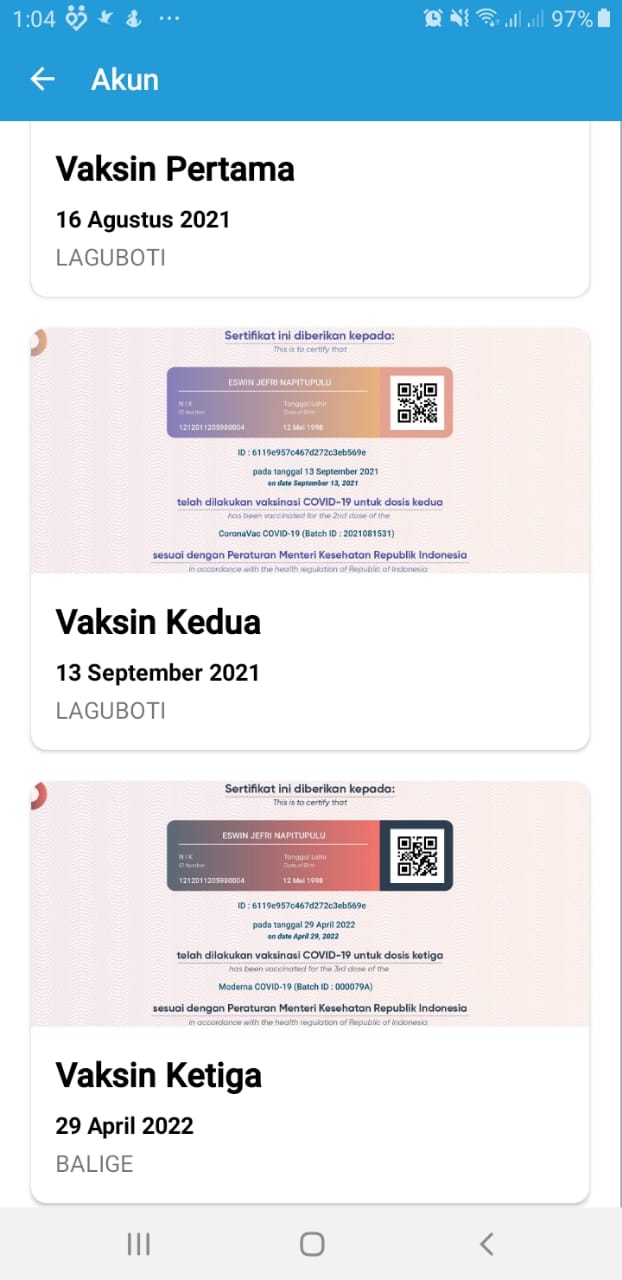 1:04
97%
Akun
Vaksin Pertama
16 Agustus 2021
LAGUBOTI
Sertifikat ini diberikan kepada:
This is to certify that
ESWIN JEFRI NAPITUPULU
NIK
Tanggal Lahir
ID Number
Date of Birth
1212011205980004
12 Mei 1998
ID : 6119e957c467d272c3eb569e
pada tanggal 13 September 2021
on date September 13, 2021
telah dilakukan vaksinasi COVID-19 untuk dosis kedua
has been vaccinated for the 2nd dose of the
CoronaVac COVID-19 (Batch ID : 2021081531)
sesuai dengan Peraturan Menteri Kesehatan Republik Indonesia
in accordance with the health regulation of Republic of Indonesia
Vaksin Kedua
13 September 2021
LAGUBOTI
Sertifikat ini diberikan kepada:
This is to certify that
ESWIN JEFRI NAPITUPULU
NIK
Tanggal Lahir
ID Number
Date of Birth
1212011205980004
12 Mei 1998
ID : 6119e957c467d272c3eb569e
pada tanggal 29 April 2022
on date April 29, 2022
telah dilakukan vaksinasi COVID-19 untuk dosis ketiga
has been vaccinated for the 3rd dose of the
Moderna COVID-19 (Batch ID : 000079A)
sesuai dengan Peraturan Menteri Kesehatan Republik Indonesia
in accordance with the health regulation of Republic of Indonesia
Vaksin Ketiga
29 April 2022
BALIGE